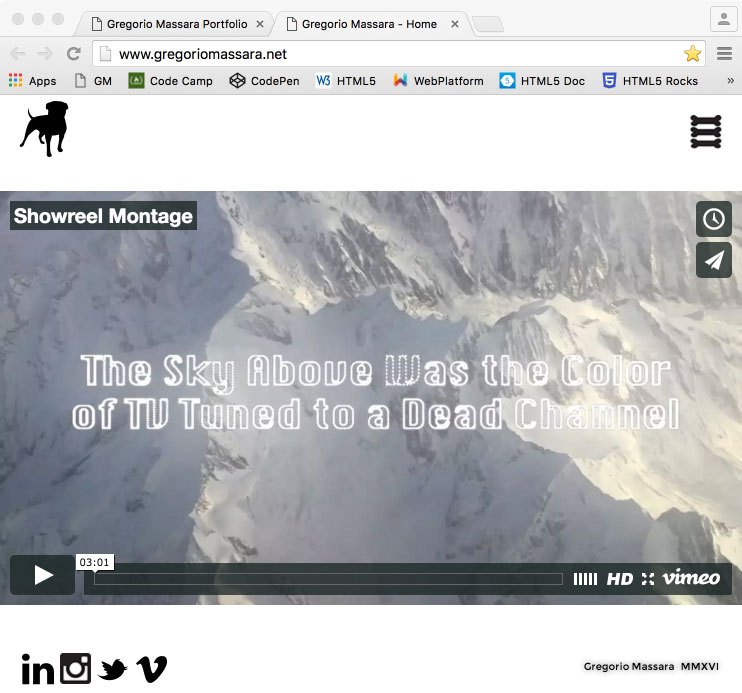 Gregorio Massara Portfolio
Gregorio Massara - Home
www.gregoriomassara.net
Apps GM Code Camp CodePen W3 HTML5 WebPlatform HTML5 Doc HTML5 Rocks »
Showreel Montage
The Sky Above Was the Color
of TV Tuned to a Dead Channel
03:01
HD vimeo
in
Gregorio Massara MMXVI